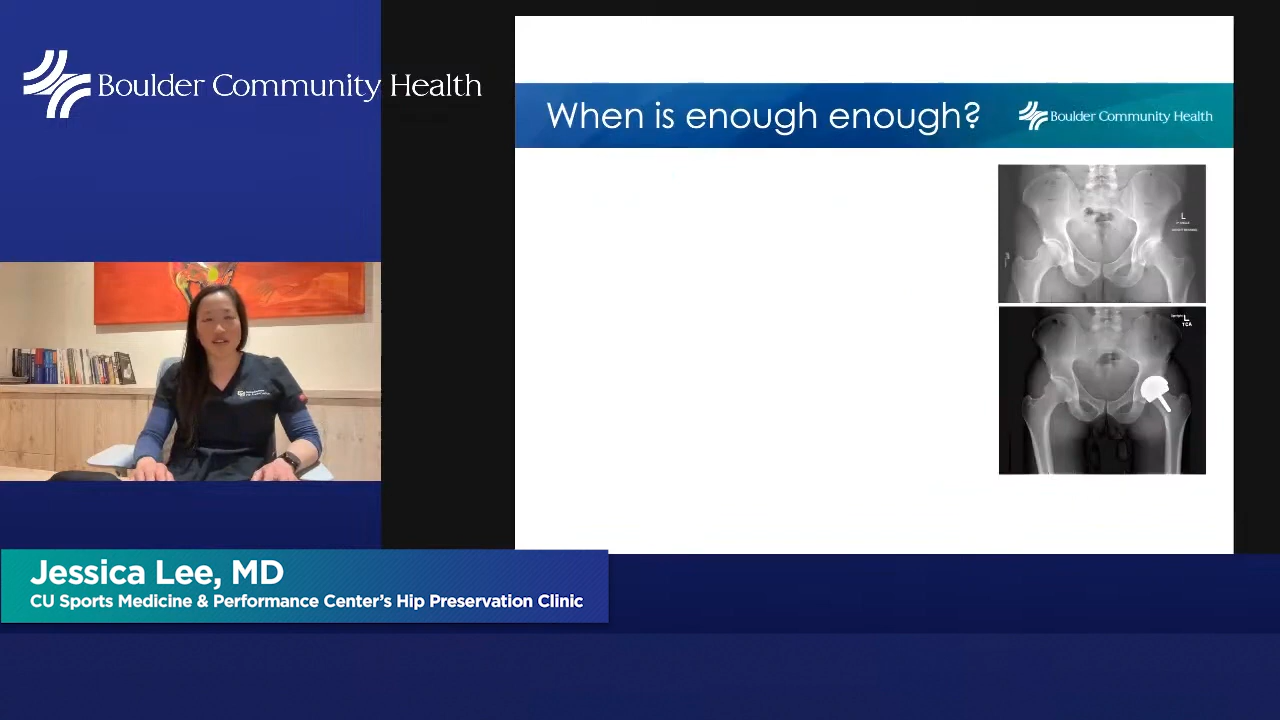 Boulder Community Health
When is enough enough?
Boulder Community Health
L
L
TCA
Jessica Lee, MD
CU Sports Medicine & Performance Center's Hip Preservation Clinic